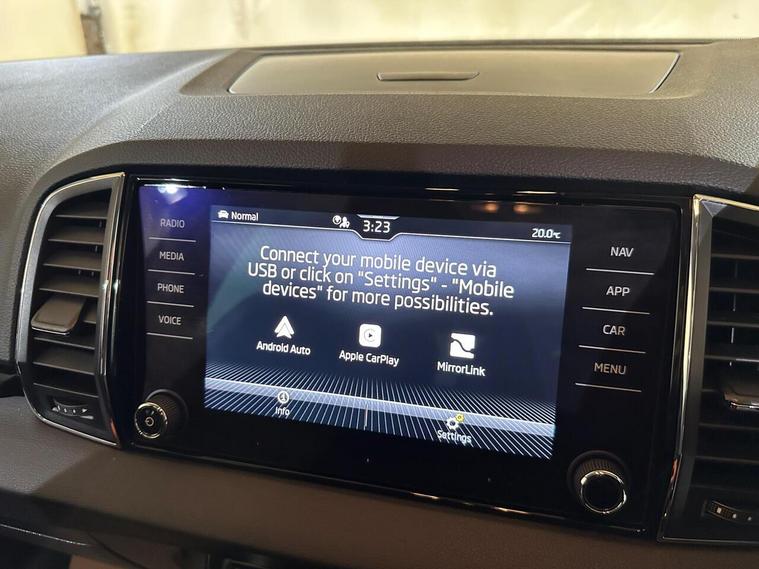 RADIO
MEDIA
PHONE
VOICE
Normal
3:23
20.0°C
Connect your mobile device via
USB or click on "Settings" - "Mobile
devices" for more possibilities.
Android Auto
Apple CarPlay
MirrorLink
Info
Settings
NAV
APP
CAR
MENU